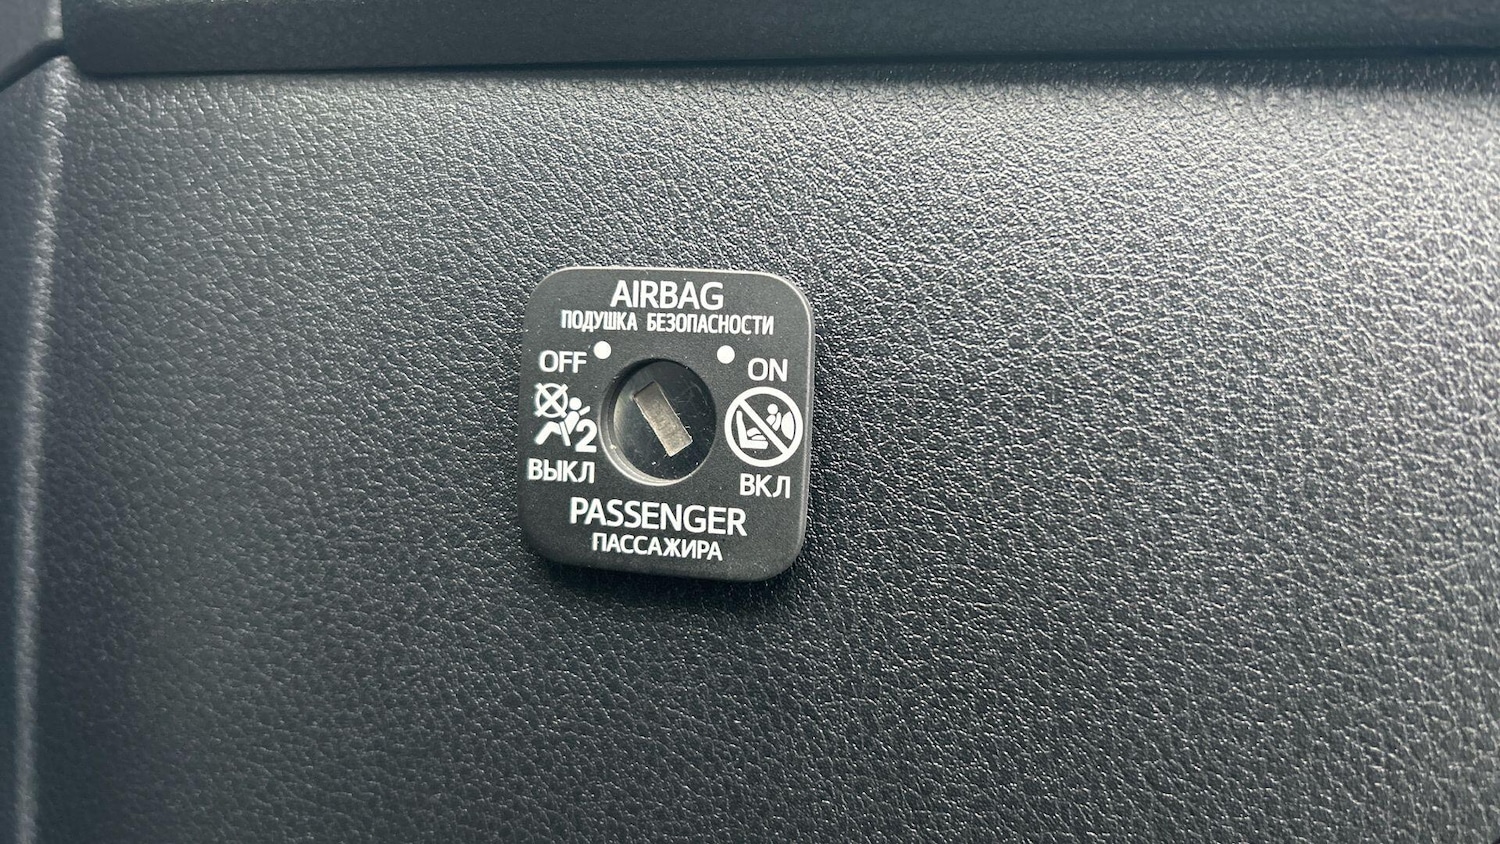 AIRBAG
ПОДУШКА БЕЗОПАСНОСТИ
OFF ON
2
ВЫКЛ ВКЛ
PASSENGER
ПАССАЖИРА